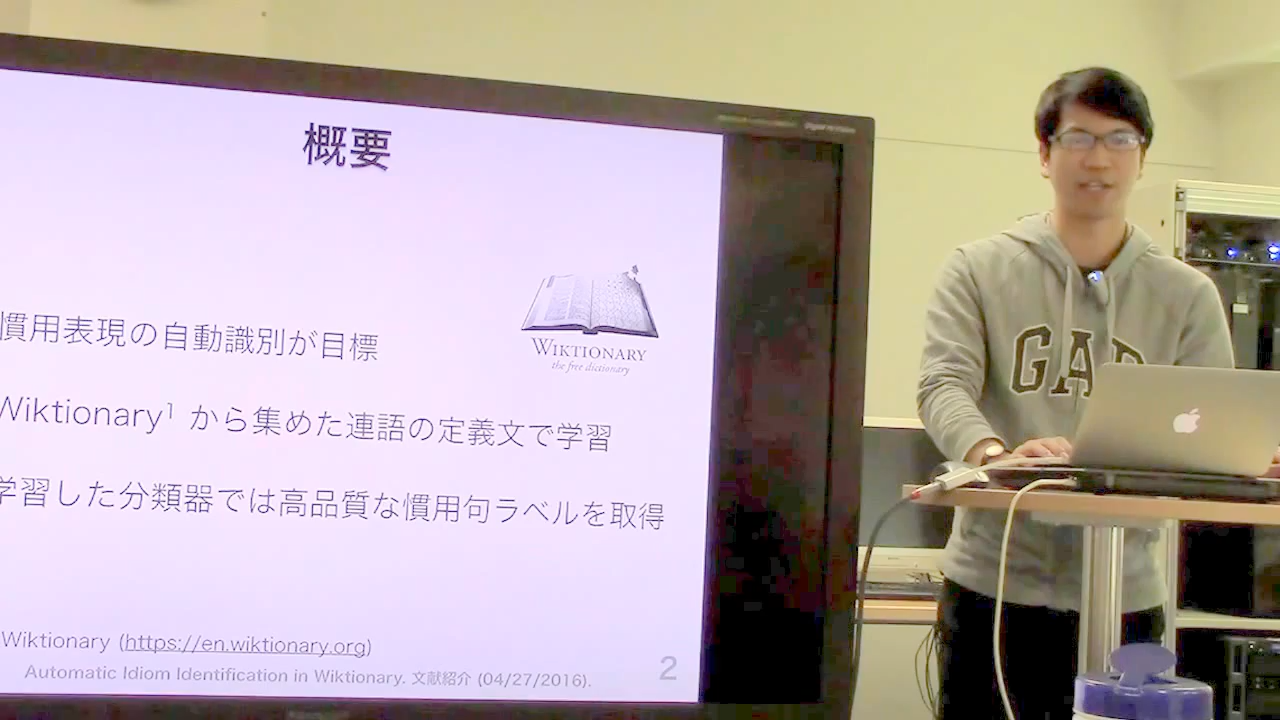 概要
慣用表現の自動識別が目標
WIKTIONARY
the free dictionary
Wiktionary¹ から集めた連語の定義文で学習
学習した分類器では高品質な慣用句ラベルを取得
Wiktionary (https://en.wiktionary.org)
Automatic Idiom Identification in Wiktionary. 文献紹介 (04/27/2016).
2
GAP